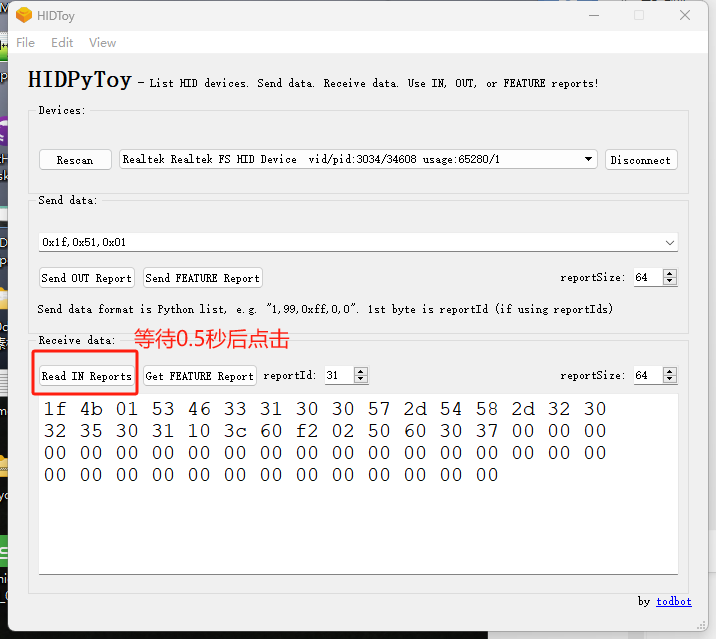 HIDToy
File Edit View
HIDPyToy - List HID devices. Send data. Receive data. Use IN, OUT, or FEATURE reports!
Devices:
Rescan Realtek Realtek FS HID Device vid/pid:3034/34608 usage:65280/1 Disconnect
Send data:
0x1f,0x51,0x01
Send OUT Report Send FEATURE Report reportSize: 64
Send data format is Python list, e.g. "1,99,0xff,0,0". 1st byte is reportId (if using reportIds)
Receive data: 等待0.5秒后点击
Read IN Reports Get FEATURE Report reportId: 31 reportSize: 64
1f 4b 01 53 46 33 31 30 30 57 2d 54 58 2d 32 30
32 35 30 31 10 3c 60 f2 02 50 60 30 37 00 00 00
00 00 00 00 00 00 00 00 00 00 00 00 00 00 00 00
00 00 00 00 00 00 00 00 00 00 00 00 00
by todbot